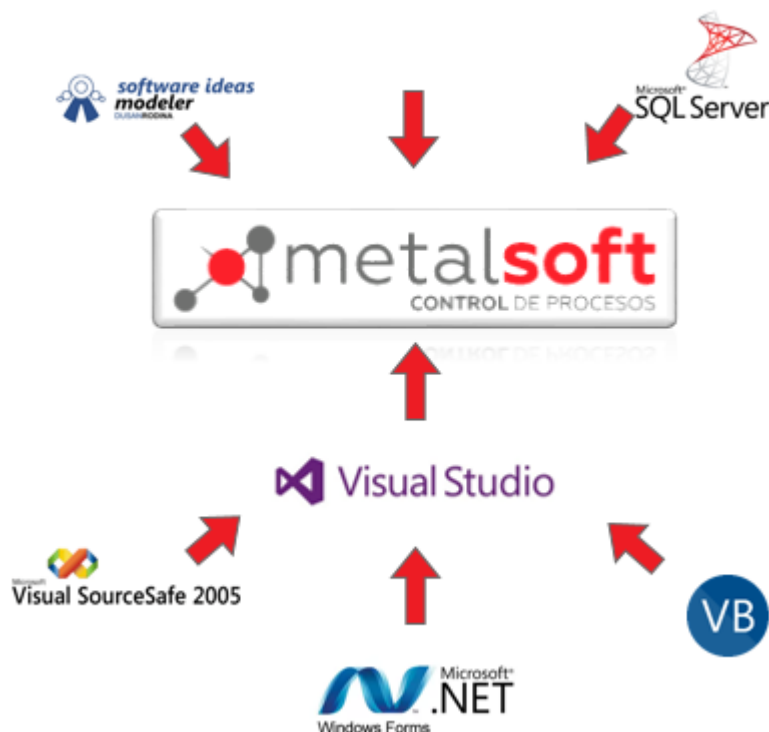 software ideas
modeler
DUSANRODINA
Microsoft®
SQL Server
metalsoft
CONTROL DE PROCESOS
Visual Studio
Microsoft
Visual SourceSafe 2005
VB
Microsoft®
.NET
Windows Forms